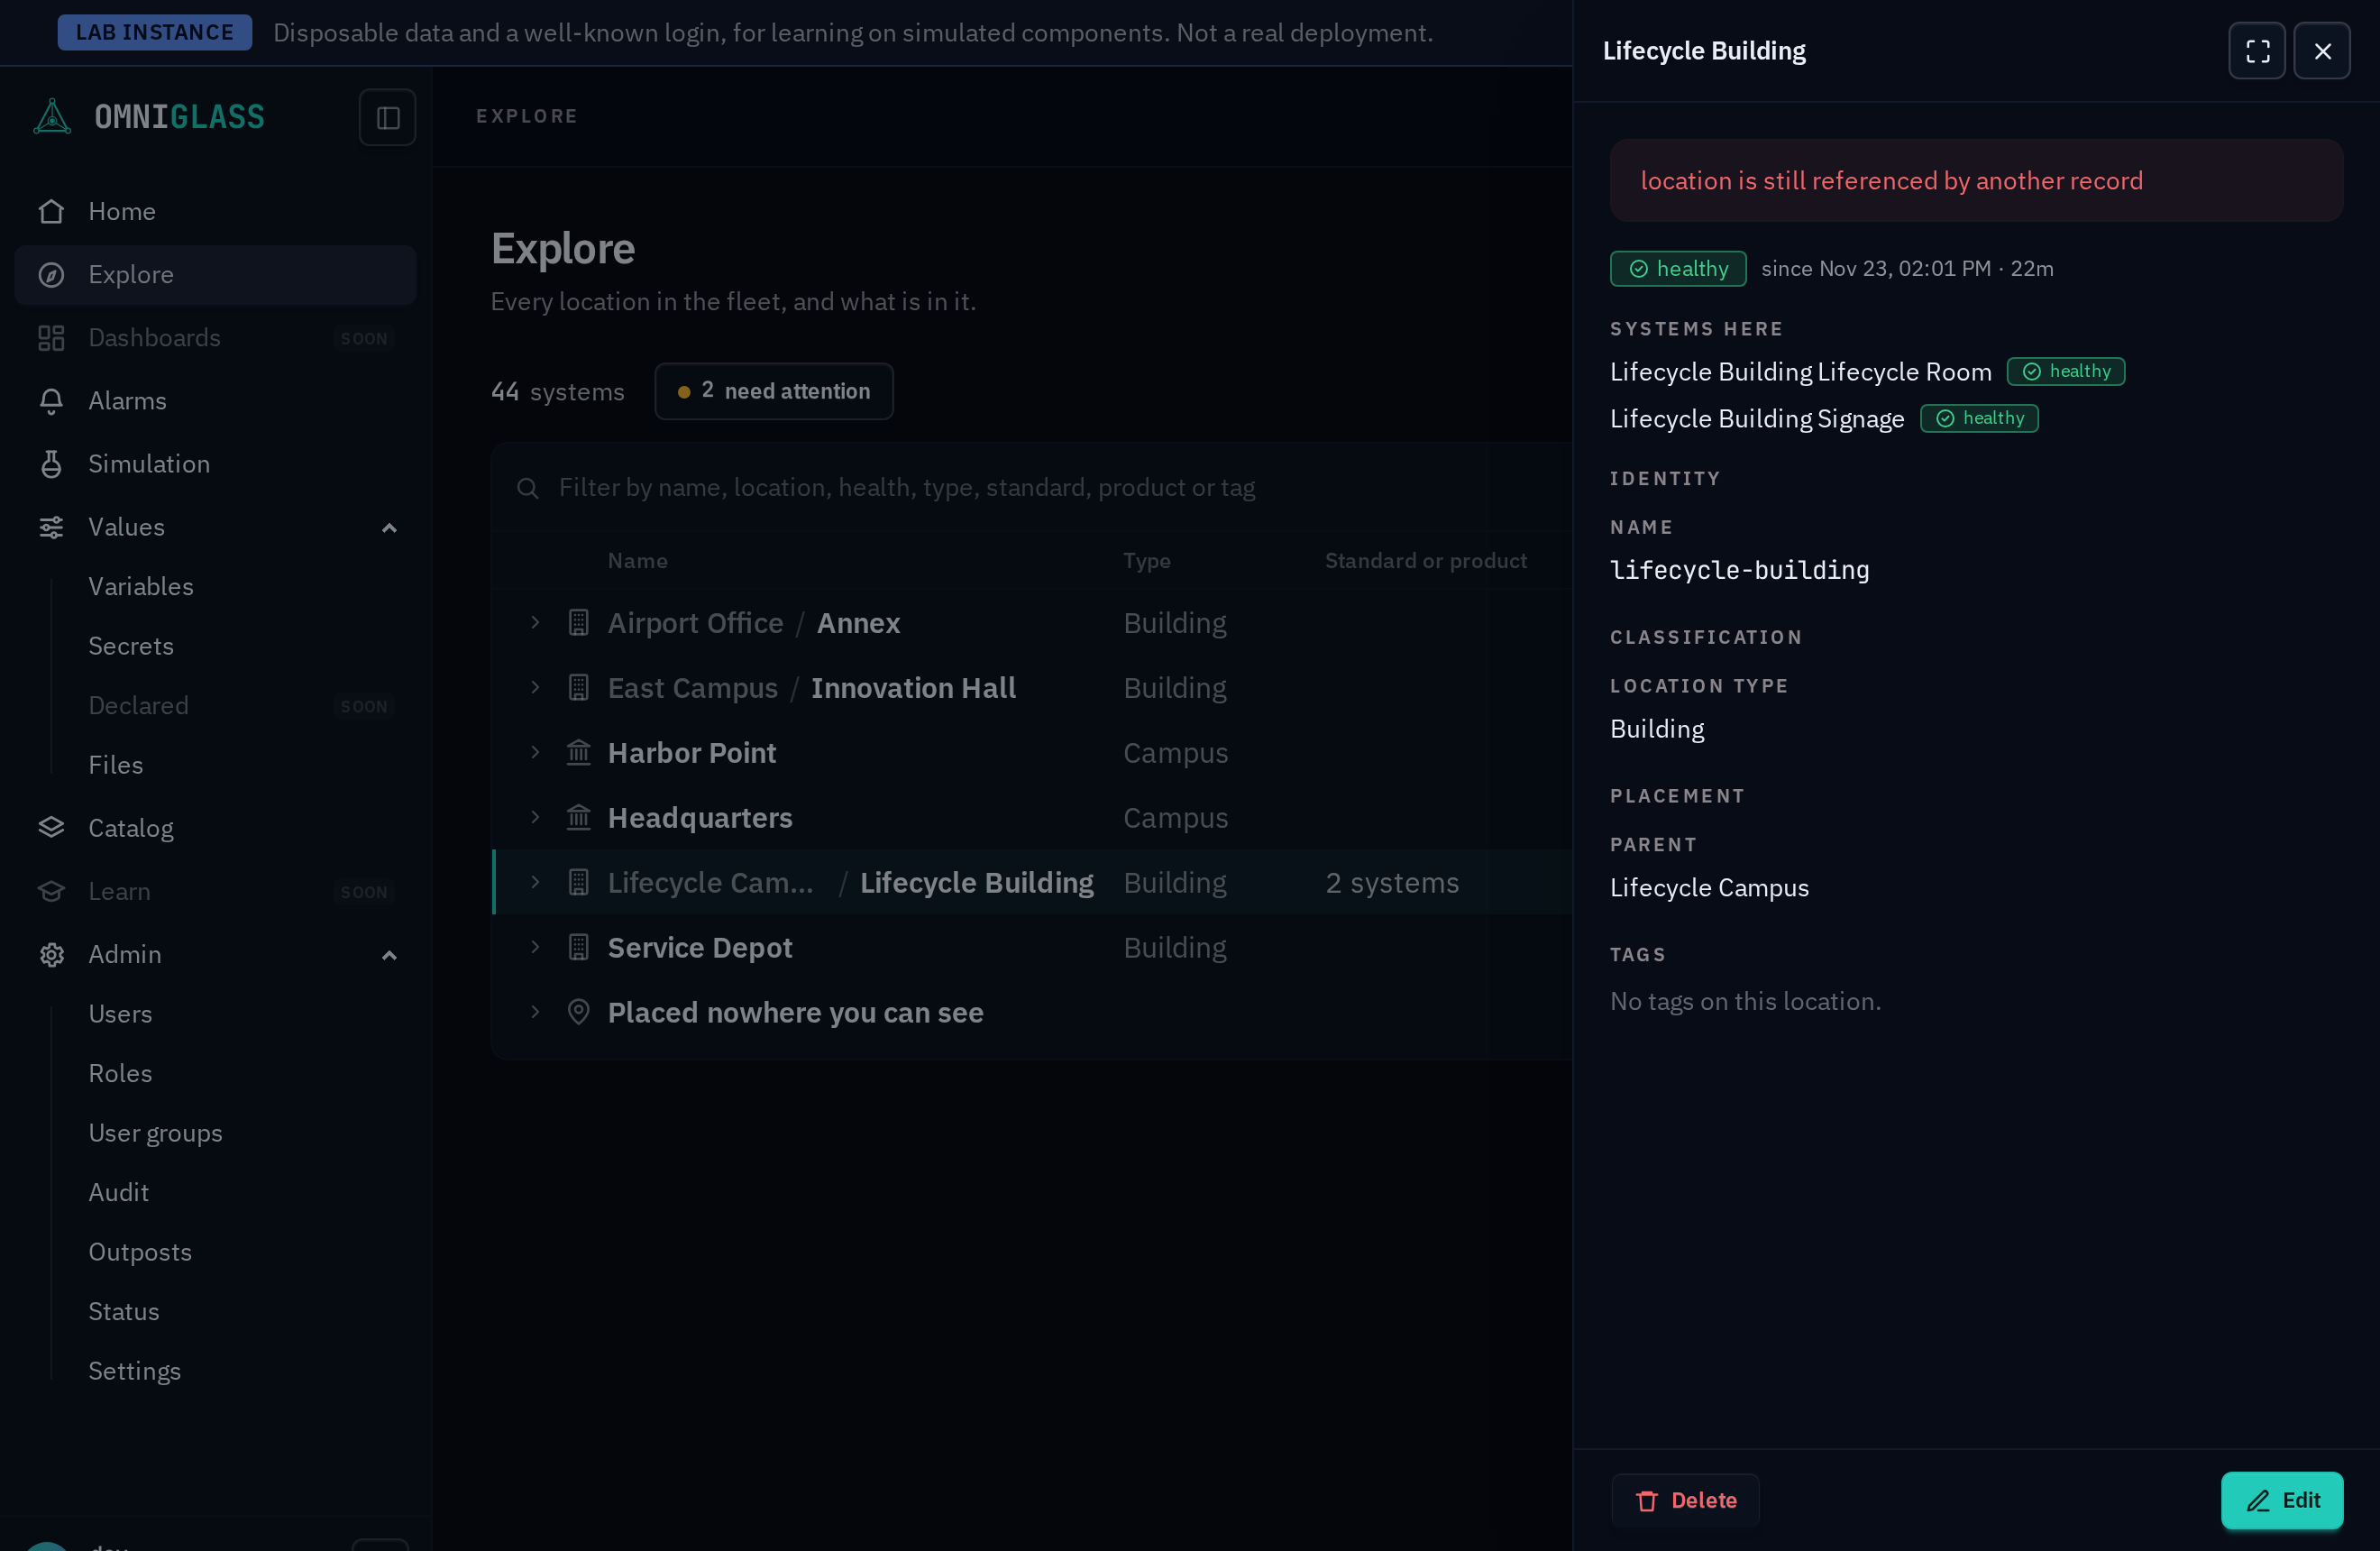 LAB INSTANCE Disposable data and a well-known login, for learning on simulated components. Not a real deployment.
OMNIGLASS
Home
Explore
Dashboards SOON
Alarms
Simulation
Values
Variables
Secrets
Declared SOON
Files
Catalog
Learn SOON
Admin
Users
Roles
User groups
Audit
Outposts
Status
Settings
EXPLORE
Explore
Every location in the fleet, and what is in it.
44 systems 2 need attention
Filter by name, location, health, type, standard, product or tag
Name Type Standard or product
Airport Office / Annex Building
East Campus / Innovation Hall Building
Harbor Point Campus
Headquarters Campus
Lifecycle Cam... / Lifecycle Building Building 2 systems
Service Depot Building
Placed nowhere you can see
Lifecycle Building
location is still referenced by another record
healthy since Nov 23, 02:01 PM · 22m
SYSTEMS HERE
Lifecycle Building Lifecycle Room healthy
Lifecycle Building Signage healthy
IDENTITY
NAME
lifecycle-building
CLASSIFICATION
LOCATION TYPE
Building
PLACEMENT
PARENT
Lifecycle Campus
TAGS
No tags on this location.
Delete
Edit